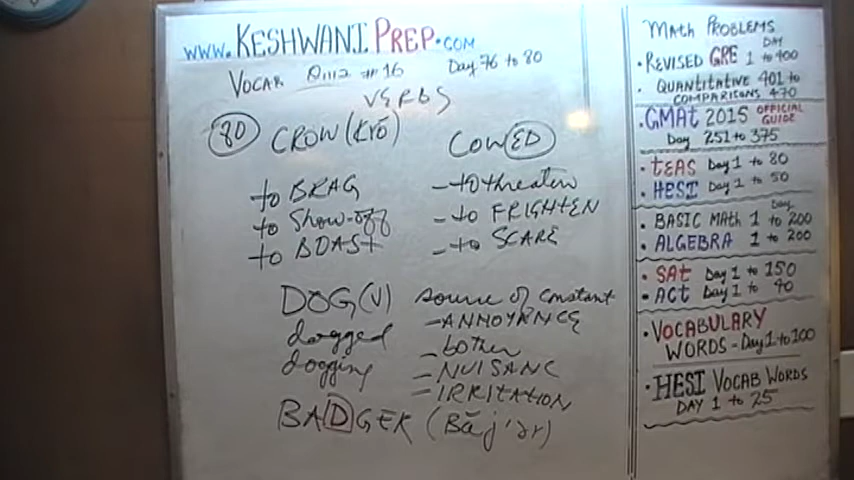 www.KESHWANIPREP.COM
VOCAB QUIZ #16 Day 76 to 80
VERBS
80 CROW (KrŌ)
to BRAG
to Show-off
to BOAST
COWED
- to threaten
- to FRIGHTEN
- to SCARE
DOG (V)
dogged
dogging
source of constant
- ANNOYANCE
- bother
- NUISANC
- IRRITATION
BADGER (Băj'ər)
MATH PROBLEMS
• REVISED GRE DAY 1 to 400
• QUANTITATIVE 401 to
COMPARISONS 470
• GMAT 2015 OFFICIAL GUIDE
Day 251 to 375
• TEAS Day 1 to 80
• HESI Day 1 to 50
• BASIC MATH Day 1 to 200
• ALGEBRA 1 to 200
• SAT Day 1 to 150
• ACT Day 1 to 90
• VOCABULARY
WORDS - Day 1 to 100
• HESI VOCAB WORDS
DAY 1 to 25